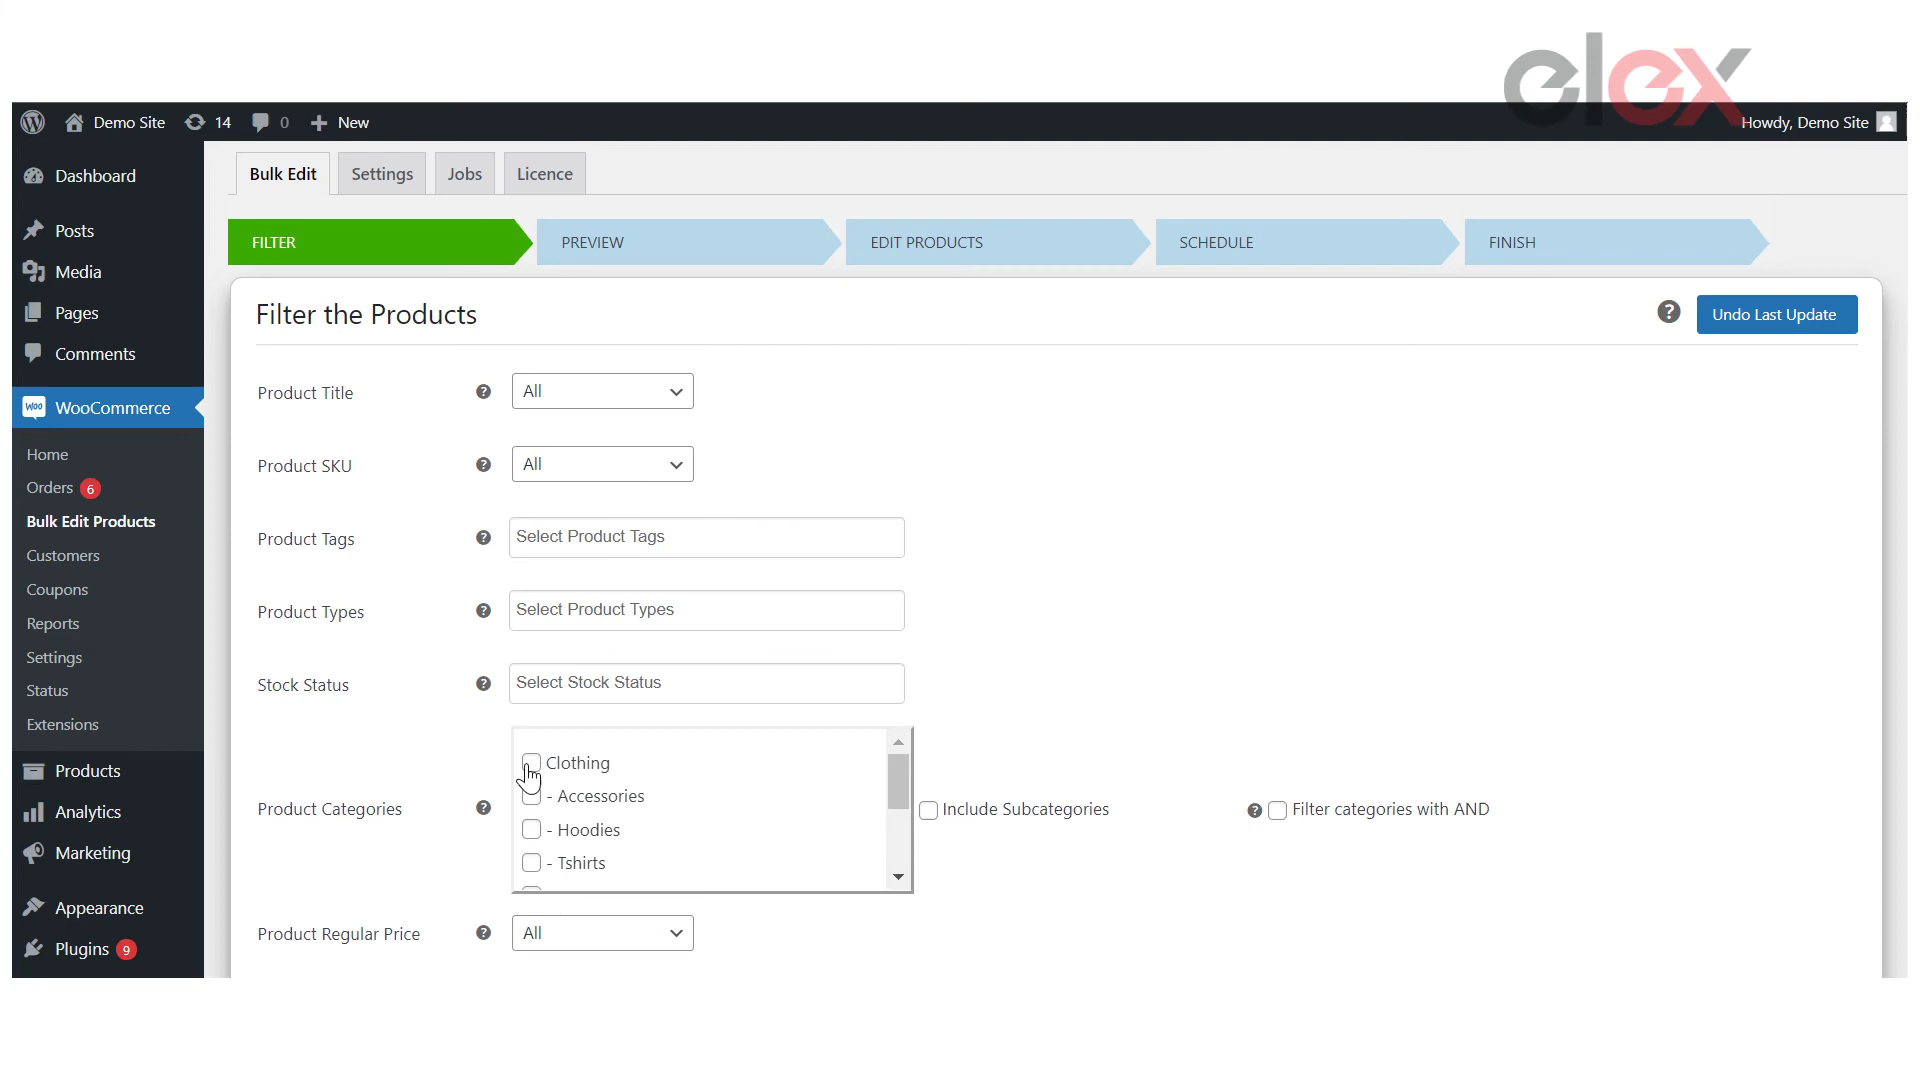 elex
Demo Site 14 0 + New Howdy, Demo Site
Dashboard
Posts
Media
Pages
Comments
woo WooCommerce
Home
Orders 6
Bulk Edit Products
Customers
Coupons
Reports
Settings
Status
Extensions
Products
Analytics
Marketing
Appearance
Plugins 9
Bulk Edit Settings Jobs Licence
FILTER PREVIEW EDIT PRODUCTS SCHEDULE FINISH
Filter the Products ? Undo Last Update
Product Title ? All
Product SKU ? All
Product Tags ? Select Product Tags
Product Types ? Select Product Types
Stock Status ? Select Stock Status
Product Categories ?
Clothing
- Accessories
- Hoodies
- Tshirts
Include Subcategories ? Filter categories with AND
Product Regular Price ? All